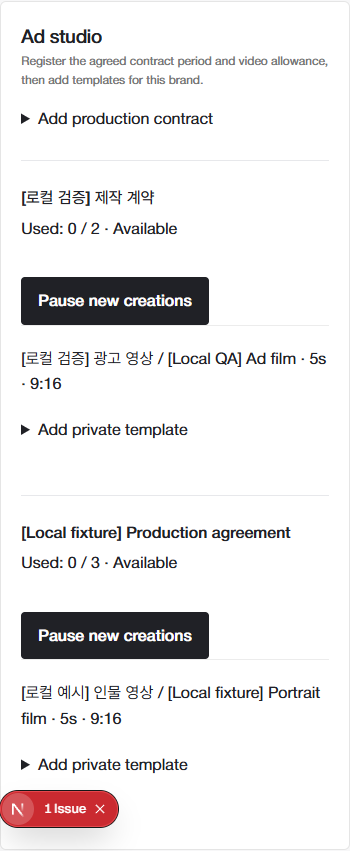 Ad studio
Register the agreed contract period and video allowance,
then add templates for this brand.
▶ Add production contract
[로컬 검증] 제작 계약
Used: 0 / 2 · Available
Pause new creations
[로컬 검증] 광고 영상 / [Local QA] Ad film · 5s
· 9:16
▶ Add private template
[Local fixture] Production agreement
Used: 0 / 3 · Available
Pause new creations
[로컬 예시] 인물 영상 / [Local fixture] Portrait
film · 5s · 9:16
▶ Add private template
N 1 Issue ×